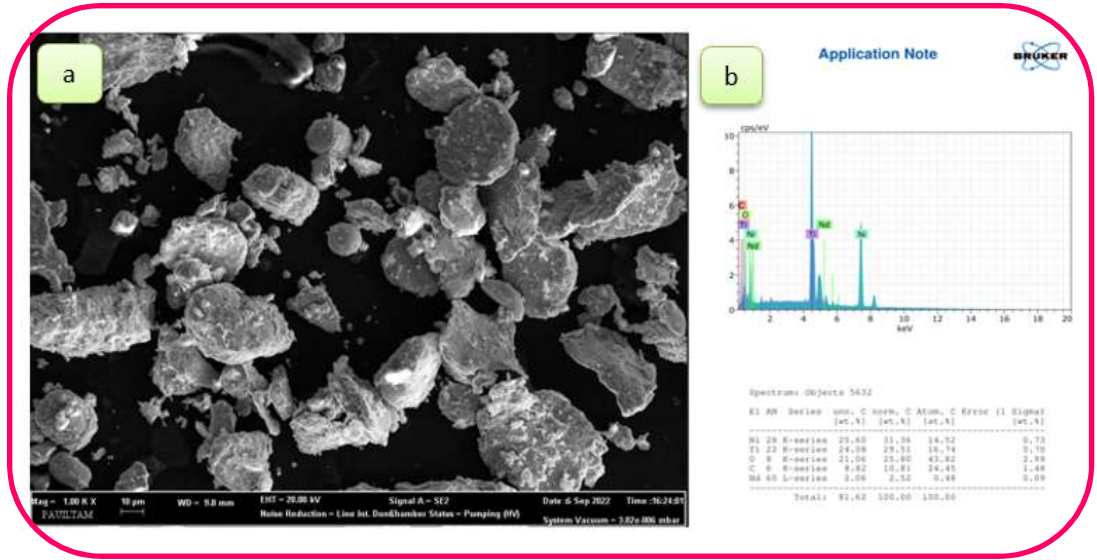 a
Mag = 1.00 K X
10 µm
WD = 9.0 mm
EHT = 20.00 kV
Signal A = SE2
Date :6 Sep 2022
Time :16:24:01
PAUILTAM
Noise Reduction = Line Int. Don
Chamber Status = Pumping (HV)
System Vacuum = 3.02e-006 mbar
b
Application Note
BRUKER
cps/eV
10
8
6
4
2
0
C
O
Ti
Ni
Nd
Ti
Nd
Ni
2 4 6 8 10 12 14 16 18 20
keV
Spectrum: Objects 5632
El AN Series unn. C norm. C Atom. C Error (1 Sigma)
[wt.%] [wt.%] [at.%] [wt.%]
Ni 28 K-series 25.60 31.36 14.52 0.73
Ti 22 K-series 24.08 29.51 16.74 0.70
O 8 K-series 21.06 25.80 43.82 2.99
C 6 K-series 8.82 10.81 24.45 1.48
Nd 60 L-series 2.06 2.52 0.48 0.09
Total: 81.62 100.00 100.00